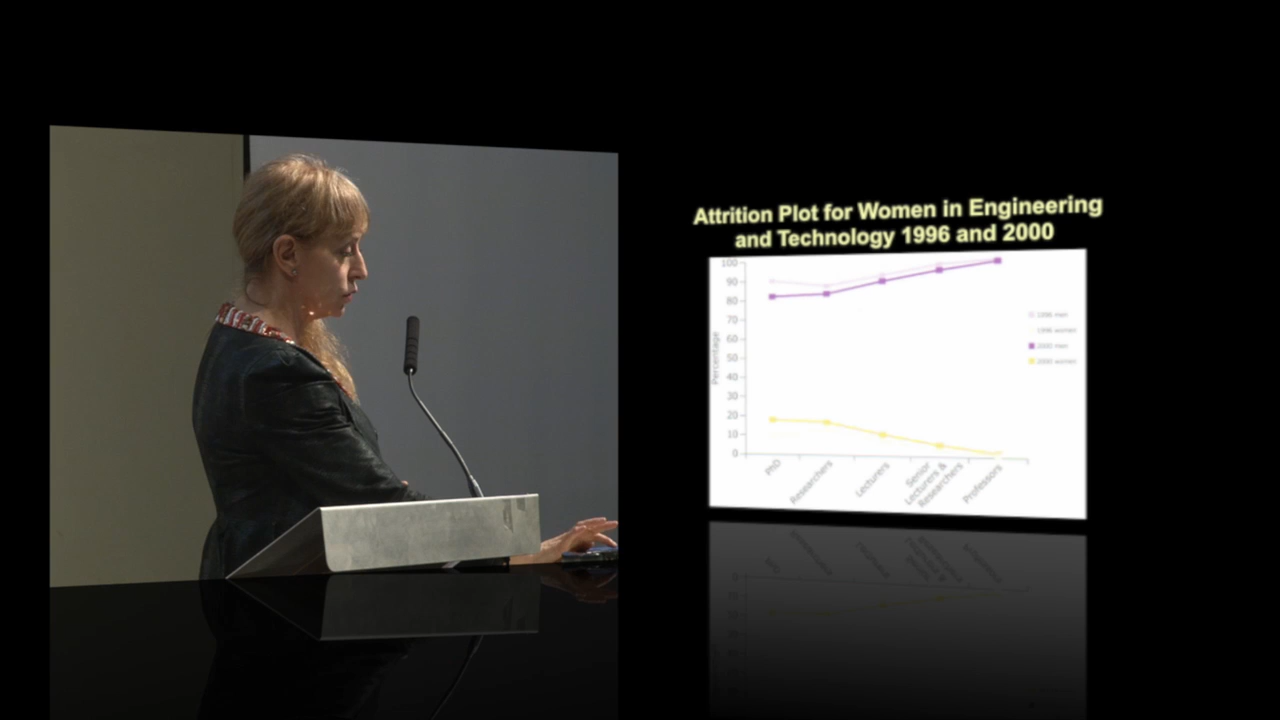 Attrition Plot for Women in Engineering
and Technology 1996 and 2000
100
90
80
70
60
50
40
30
20
10
0
Percentage
PhD
Researchers
Lecturers
Senior
Lecturers &
Researchers
Professors
1996 men
1996 women
2000 men
2000 women